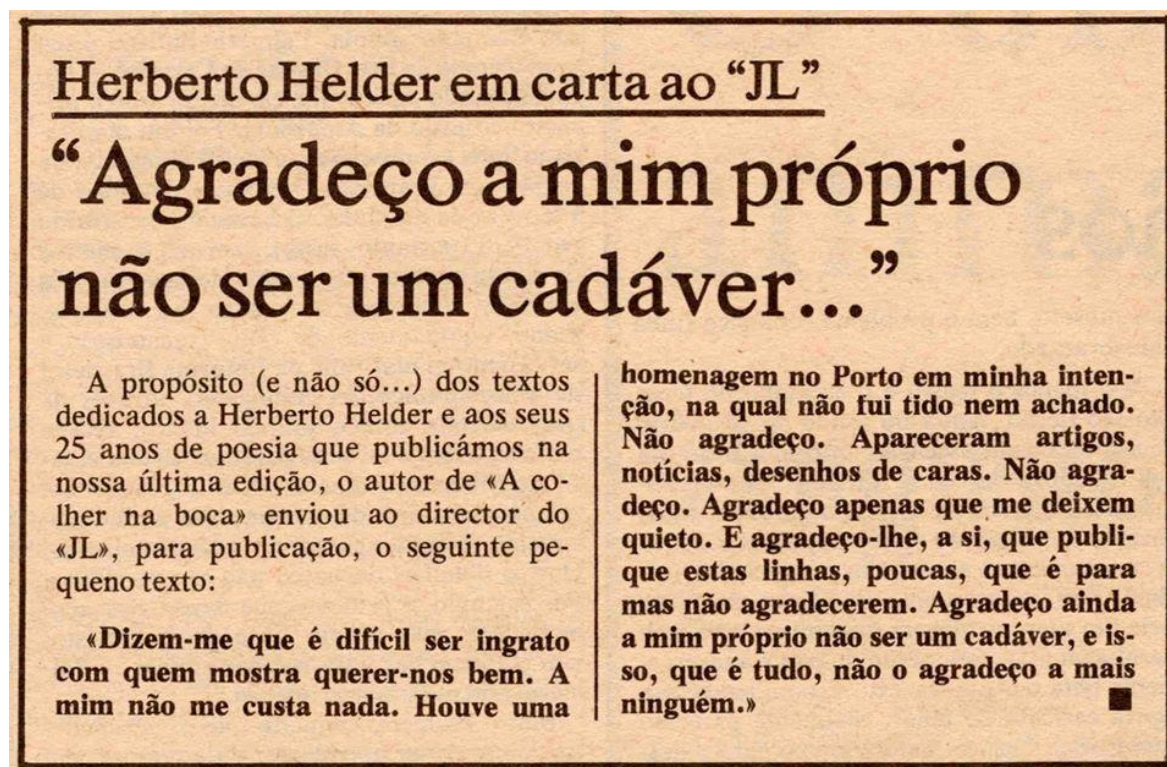 Herberto Helder em carta ao “JL”
“Agradeço a mim próprio
não ser um cadáver...”
A propósito (e não só...) dos textos
dedicados a Herberto Helder e aos seus
25 anos de poesia que publicámos na
nossa última edição, o autor de «A co-
lher na boca» enviou ao director do
«JL», para publicação, o seguinte pe-
queno texto:
«Dizem-me que é difícil ser ingrato
com quem mostra querer-nos bem. A
mim não me custa nada. Houve uma
homenagem no Porto em minha inten-
ção, na qual não fui tido nem achado.
Não agradeço. Apareceram artigos,
notícias, desenhos de caras. Não agra-
deço. Agradeço apenas que me deixem
quieto. E agradeço-lhe, a si, que publi-
que estas linhas, poucas, que é para
mas não agradecerem. Agradeço ainda
a mim próprio não ser um cadáver, e is-
so, que é tudo, não o agradeço a mais
ninguém.»